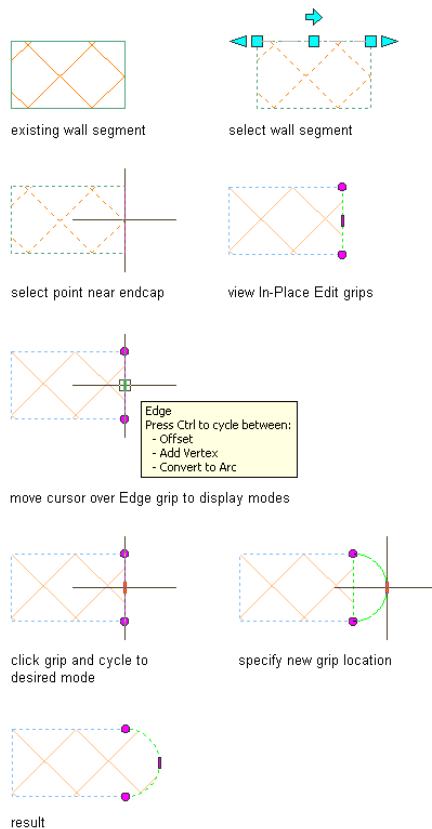 existing wall segment
select wall segment
select point near endcap
view In-Place Edit grips
Edge
Press Ctrl to cycle between:
- Offset
- Add Vertex
- Convert to Arc
move cursor over Edge grip to display modes
click grip and cycle to
desired mode
specify new grip location
result